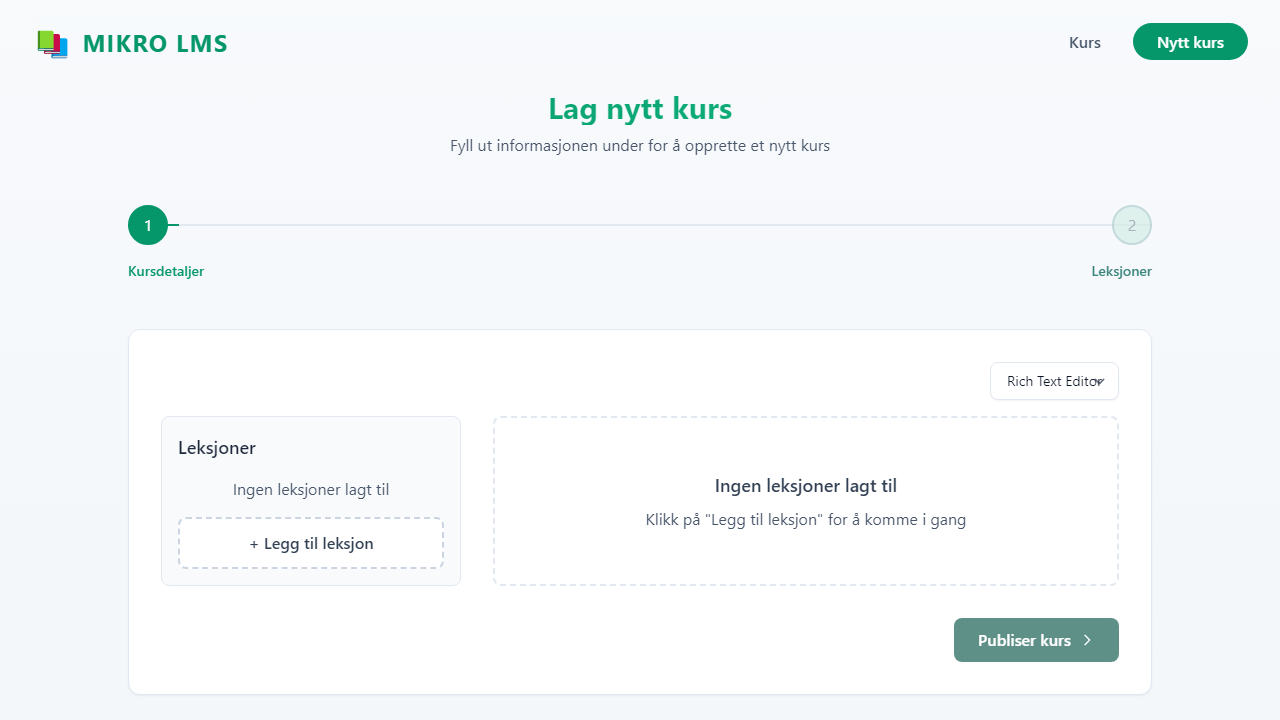 MIKRO LMS
Kurs
Nytt kurs
Lag nytt kurs
Fyll ut informasjonen under for å opprette et nytt kurs
1
2
Kursdetaljer
Leksjoner
Rich Text Editor
Leksjoner
Ingen leksjoner lagt til
+ Legg til leksjon
Ingen leksjoner lagt til
Klikk på "Legg til leksjon" for å komme i gang
Publiser kurs